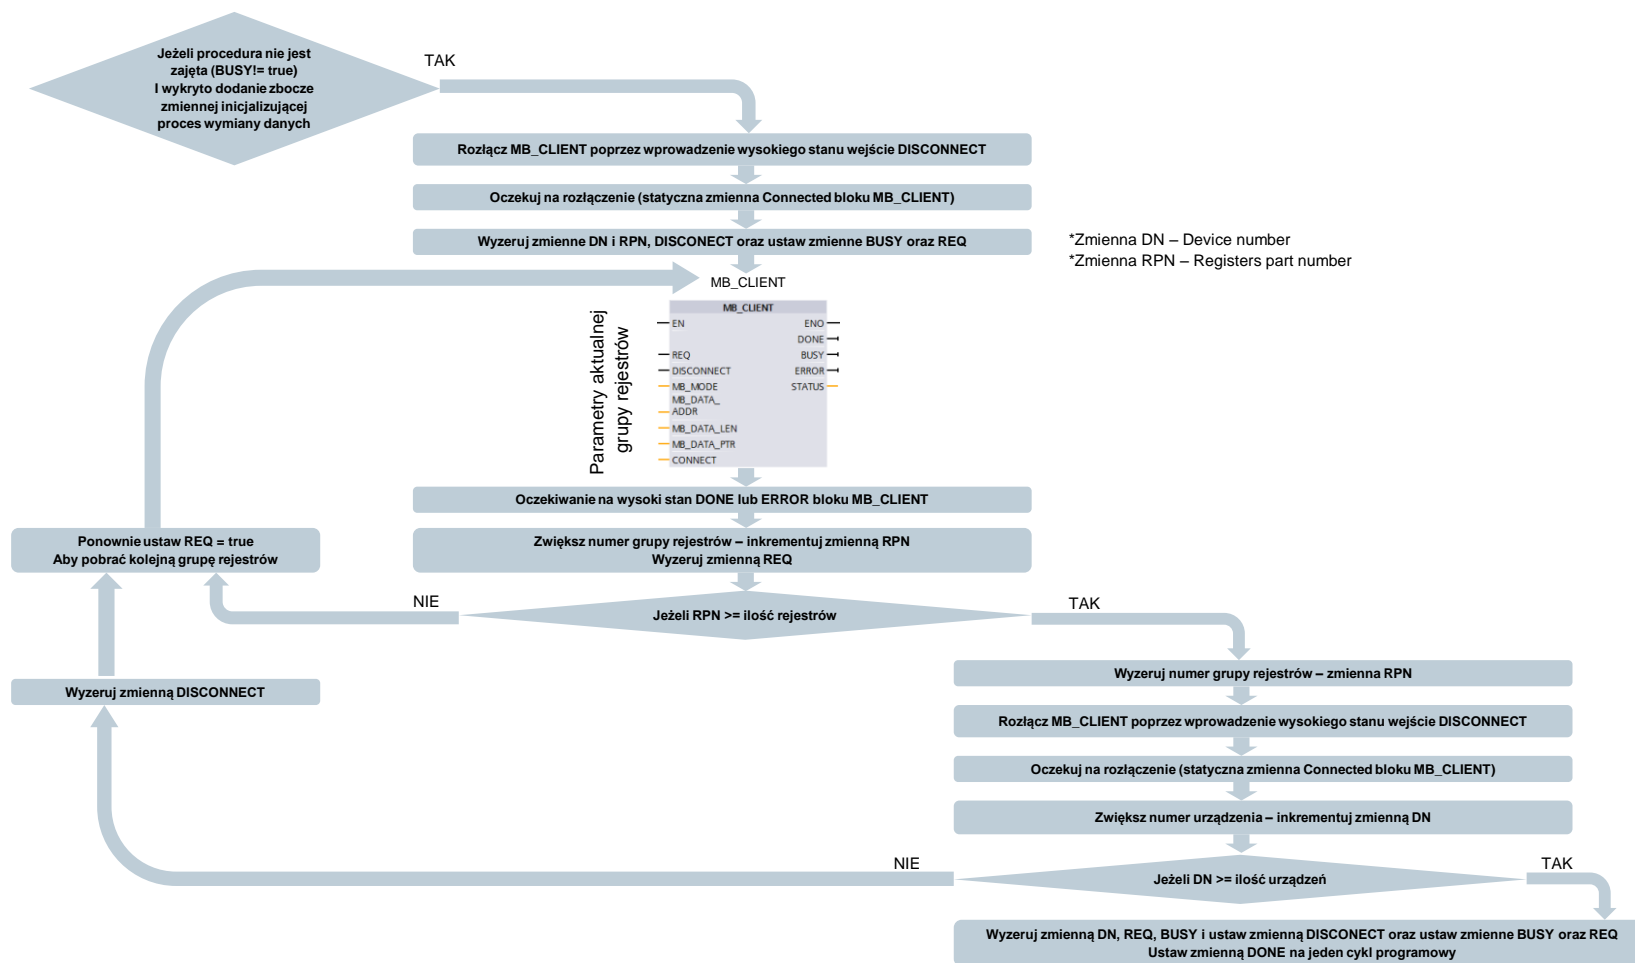 Jeżeli procedura nie jest
zajęta (BUSY!= true)
I wykryto dodanie zbocze
zmiennej inicjalizującej
proces wymiany danych
TAK
Rozłącz MB_CLIENT poprzez wprowadzenie wysokiego stanu wejście DISCONNECT
Oczekuj na rozłączenie (statyczna zmienna Connected bloku MB_CLIENT)
Wyzeruj zmienne DN i RPN, DISCONECT oraz ustaw zmienne BUSY oraz REQ
*Zmienna DN – Device number
*Zmienna RPN – Registers part number
MB_CLIENT
Parametry aktualnej
grupy rejestrów
MB_CLIENT
EN
ENO
DONE
REQ
BUSY
DISCONNECT
ERROR
MB_MODE
STATUS
MB_DATA_
ADDR
MB_DATA_LEN
MB_DATA_PTR
CONNECT
Oczekiwanie na wysoki stan DONE lub ERROR bloku MB_CLIENT
Zwiększ numer grupy rejestrów – inkrementuj zmienną RPN
Wyzeruj zmienną REQ
Ponownie ustaw REQ = true
Aby pobrać kolejną grupę rejestrów
NIE
Jeżeli RPN >= ilość rejestrów
TAK
Wyzeruj numer grupy rejestrów – zmienna RPN
Wyzeruj zmienną DISCONNECT
Rozłącz MB_CLIENT poprzez wprowadzenie wysokiego stanu wejście DISCONNECT
Oczekuj na rozłączenie (statyczna zmienna Connected bloku MB_CLIENT)
Zwiększ numer urządzenia – inkrementuj zmienną DN
NIE
Jeżeli DN >= ilość urządzeń
TAK
Wyzeruj zmienną DN, REQ, BUSY i ustaw zmienną DISCONECT oraz ustaw zmienne BUSY oraz REQ
Ustaw zmienną DONE na jeden cykl programowy